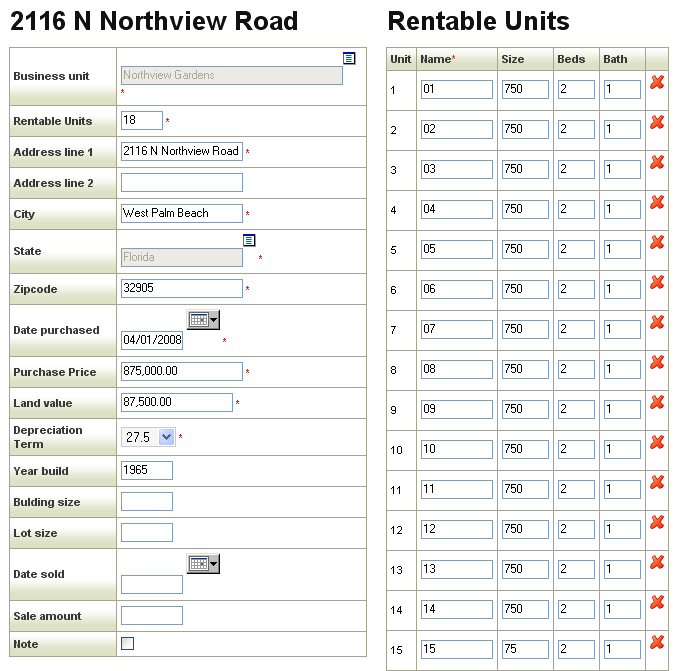 2116 N Northview Road
Business unit Northview Gardens *
Rentable Units 18 *
Address line 1 2116 N Northview Road *
Address line 2
City West Palm Beach *
State Florida *
Zipcode 32905 *
Date purchased 04/01/2008 *
Purchase Price 875,000.00 *
Land value 87,500.00 *
Depreciation
Term 27.5 *
Year build 1965
Bulding size
Lot size
Date sold
Sale amount
Note
Rentable Units
Unit Name* Size Beds Bath
1 01 750 2 1
2 02 750 2 1
3 03 750 2 1
4 04 750 2 1
5 05 750 2 1
6 06 750 2 1
7 07 750 2 1
8 08 750 2 1
9 09 750 2 1
10 10 750 2 1
11 11 750 2 1
12 12 750 2 1
13 13 750 2 1
14 14 750 2 1
15 15 75 2 1